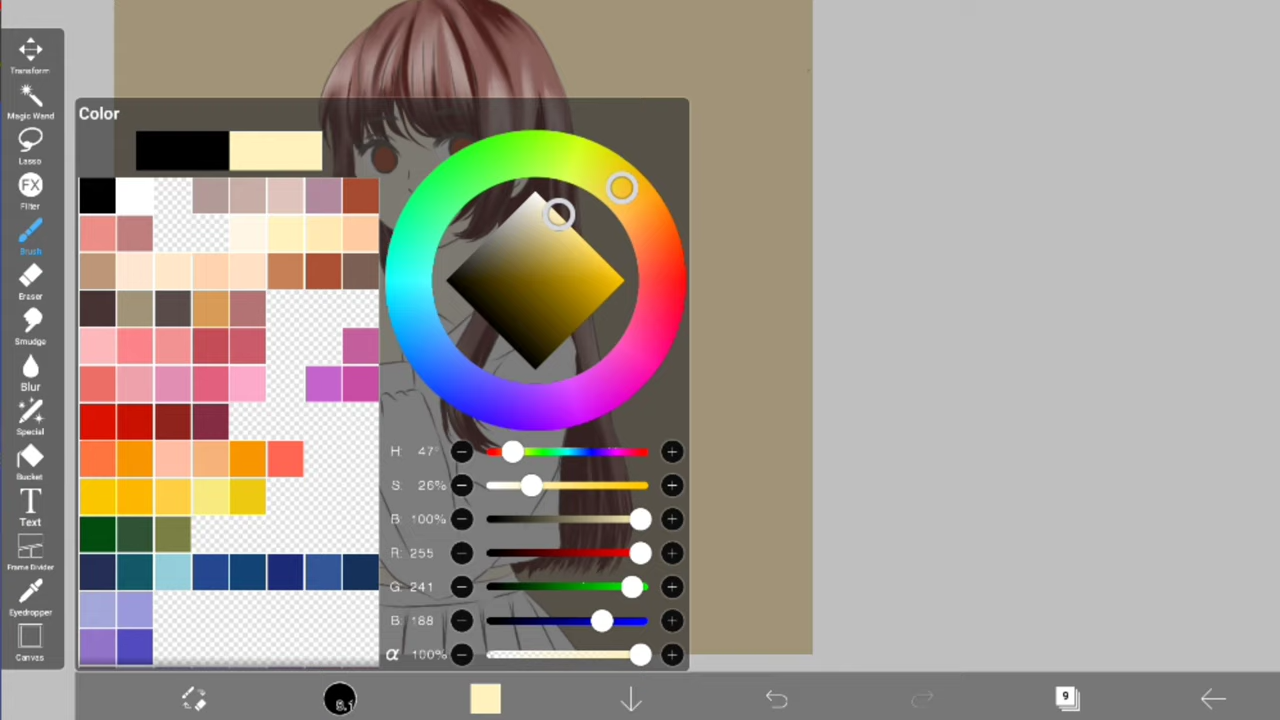 Transform
Magic Wand
Lasso
FX
Filter
Brush
Eraser
Smudge
Blur
Special
Bucket
T
Text
Frame Divider
Eyedropper
Canvas
Color
H: 47°
S: 26%
B: 100%
R: 255
G: 241
B: 188
α 100%
9